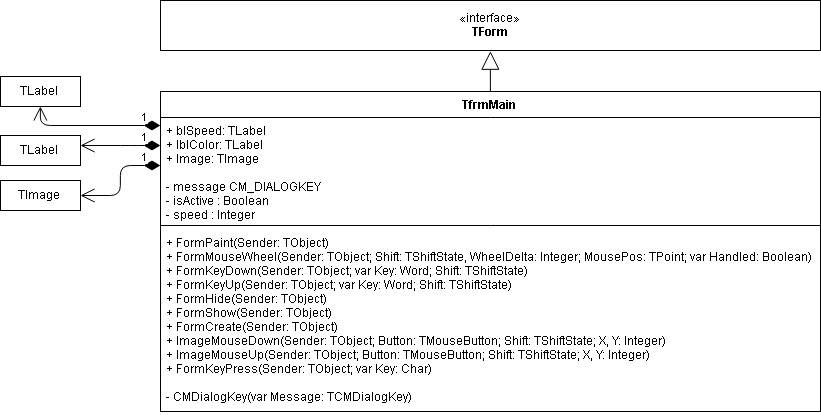 «interface»
TForm
TLabel
TLabel
TImage
1
1
1
TfrmMain
+ blSpeed: TLabel
+ lblColor: TLabel
+ Image: TImage
- message CM_DIALOGKEY
- isActive : Boolean
- speed : Integer
+ FormPaint(Sender: TObject)
+ FormMouseWheel(Sender: TObject; Shift: TShiftState, WheelDelta: Integer; MousePos: TPoint; var Handled: Boolean)
+ FormKeyDown(Sender: TObject; var Key: Word; Shift: TShiftState)
+ FormKeyUp(Sender: TObject; var Key: Word; Shift: TShiftState)
+ FormHide(Sender: TObject)
+ FormShow(Sender: TObject)
+ FormCreate(Sender: TObject)
+ ImageMouseDown(Sender: TObject; Button: TMouseButton; Shift: TShiftState; X, Y: Integer)
+ ImageMouseUp(Sender: TObject; Button: TMouseButton; Shift: TShiftState; X, Y: Integer)
+ FormKeyPress(Sender: TObject; var Key: Char)
- CMDialogKey(var Message: TCMDialogKey)